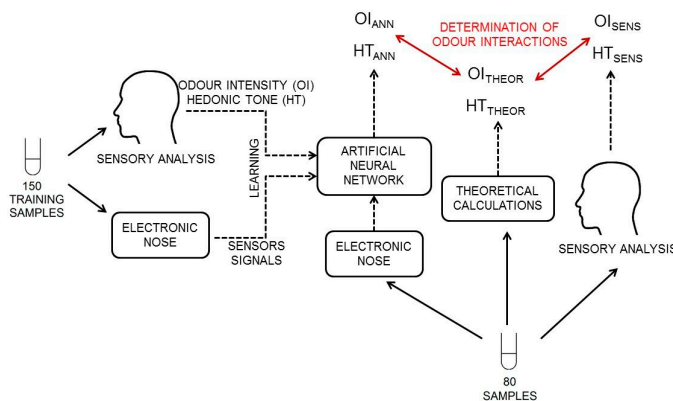 OI_ANN
HT_ANN
DETERMINATION OF
ODOUR INTERACTIONS
OI_SENS
HT_SENS
OI_THEOR
HT_THEOR
ODOUR INTENSITY (OI)
HEDONIC TONE (HT)
SENSORY ANALYSIS
150
TRAINING
SAMPLES
LEARNING
ARTIFICIAL
NEURAL
NETWORK
THEORETICAL
CALCULATIONS
ELECTRONIC
NOSE
SENSORS
SIGNALS
ELECTRONIC
NOSE
SENSORY ANALYSIS
80
SAMPLES